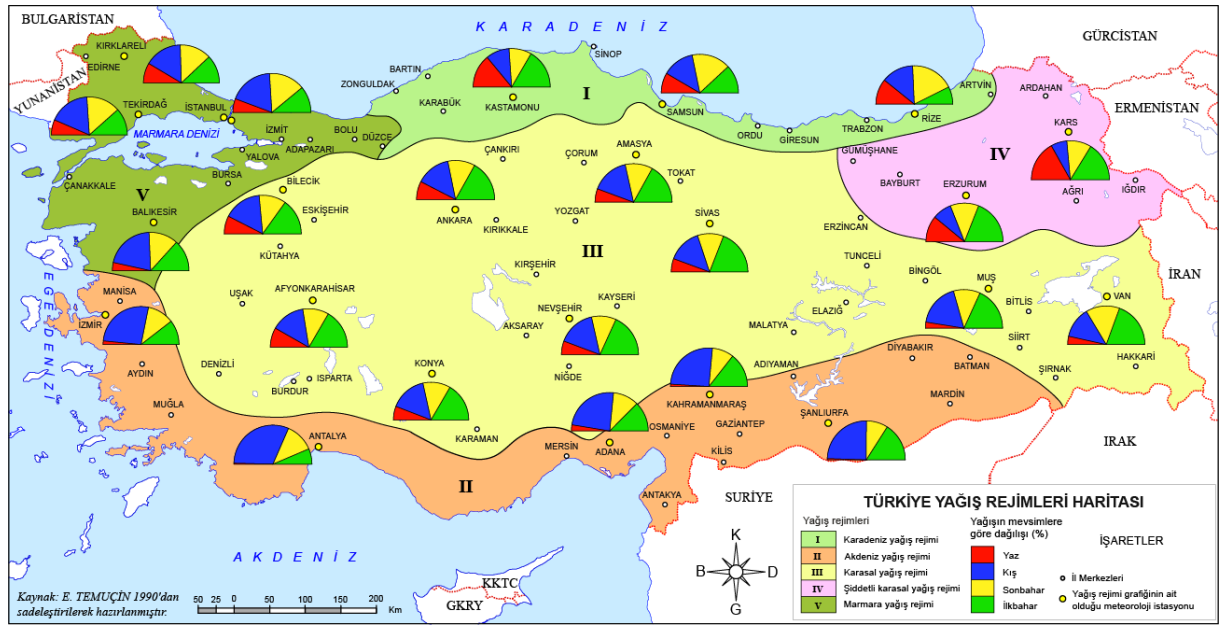 BULGARİSTAN
KARADENİZ
GÜRCİSTAN
KIRKLARELİ
EDİRNE
YUNANİSTAN
SİNOP
BARTIN
ZONGULDAK
KARABÜK
KASTAMONU
I
SAMSUN
ORDU
GİRESUN
TRABZON
RİZE
ARTVİN
ARDAHAN
ERMENİSTAN
KARS
TEKİRDAĞ
İSTANBUL
MARMARA DENİZİ
İZMİT
ADAPAZARI
BOLU
DÜZCE
YALOVA
BURSA
ÇANAKKALE
V
BALIKESİR
BİLECİK
ESKİŞEHİR
KÜTAHYA
ÇANKIRI
ÇORUM
AMASYA
TOKAT
ANKARA
KIRIKKALE
YOZGAT
SİVAS
III
GÜMÜŞHANE
BAYBURT
IV
ERZURUM
AĞRI
IĞDIR
ERZİNCAN
TUNCELİ
BİNGÖL
MUŞ
BİTLİS
VAN
İRAN
EGE DENİZİ
MANİSA
İZMİR
UŞAK
AFYONKARAHİSAR
KIRŞEHİR
NEVŞEHİR
KAYSERİ
AKSARAY
MALATYA
ELAZIĞ
SİİRT
HAKKARİ
ŞIRNAK
AYDIN
DENİZLİ
BURDUR
ISPARTA
KONYA
NİĞDE
ADIYAMAN
DİYABAKIR
BATMAN
MARDİN
MUĞLA
ANTALYA
KARAMAN
MERSİN
ADANA
KAHRAMANMARAŞ
OSMANİYE
GAZİANTEP
ŞANLIURFA
KİLİS
II
ANTAKYA
SURİYE
IRAK
AKDENİZ
KKTC
GKRY
K
B
D
G
Kaynak: E. TEMUÇİN 1990'dan
sadeleştirilerek hazırlanmıştır.
50 25 0 50 100 150 200
Km
TÜRKİYE YAĞIŞ REJİMLERİ HARİTASI
Yağış rejimleri
I Karadeniz yağış rejimi
II Akdeniz yağış rejimi
III Karasal yağış rejimi
IV Şiddetli karasal yağış rejimi
V Marmara yağış rejimi
Yağışın mevsimlere
göre dağılışı (%)
Yaz
Kış
Sonbahar
İlkbahar
İŞARETLER
İl Merkezleri
Yağış rejimi grafiğinin ait
olduğu meteoroloji istasyonu